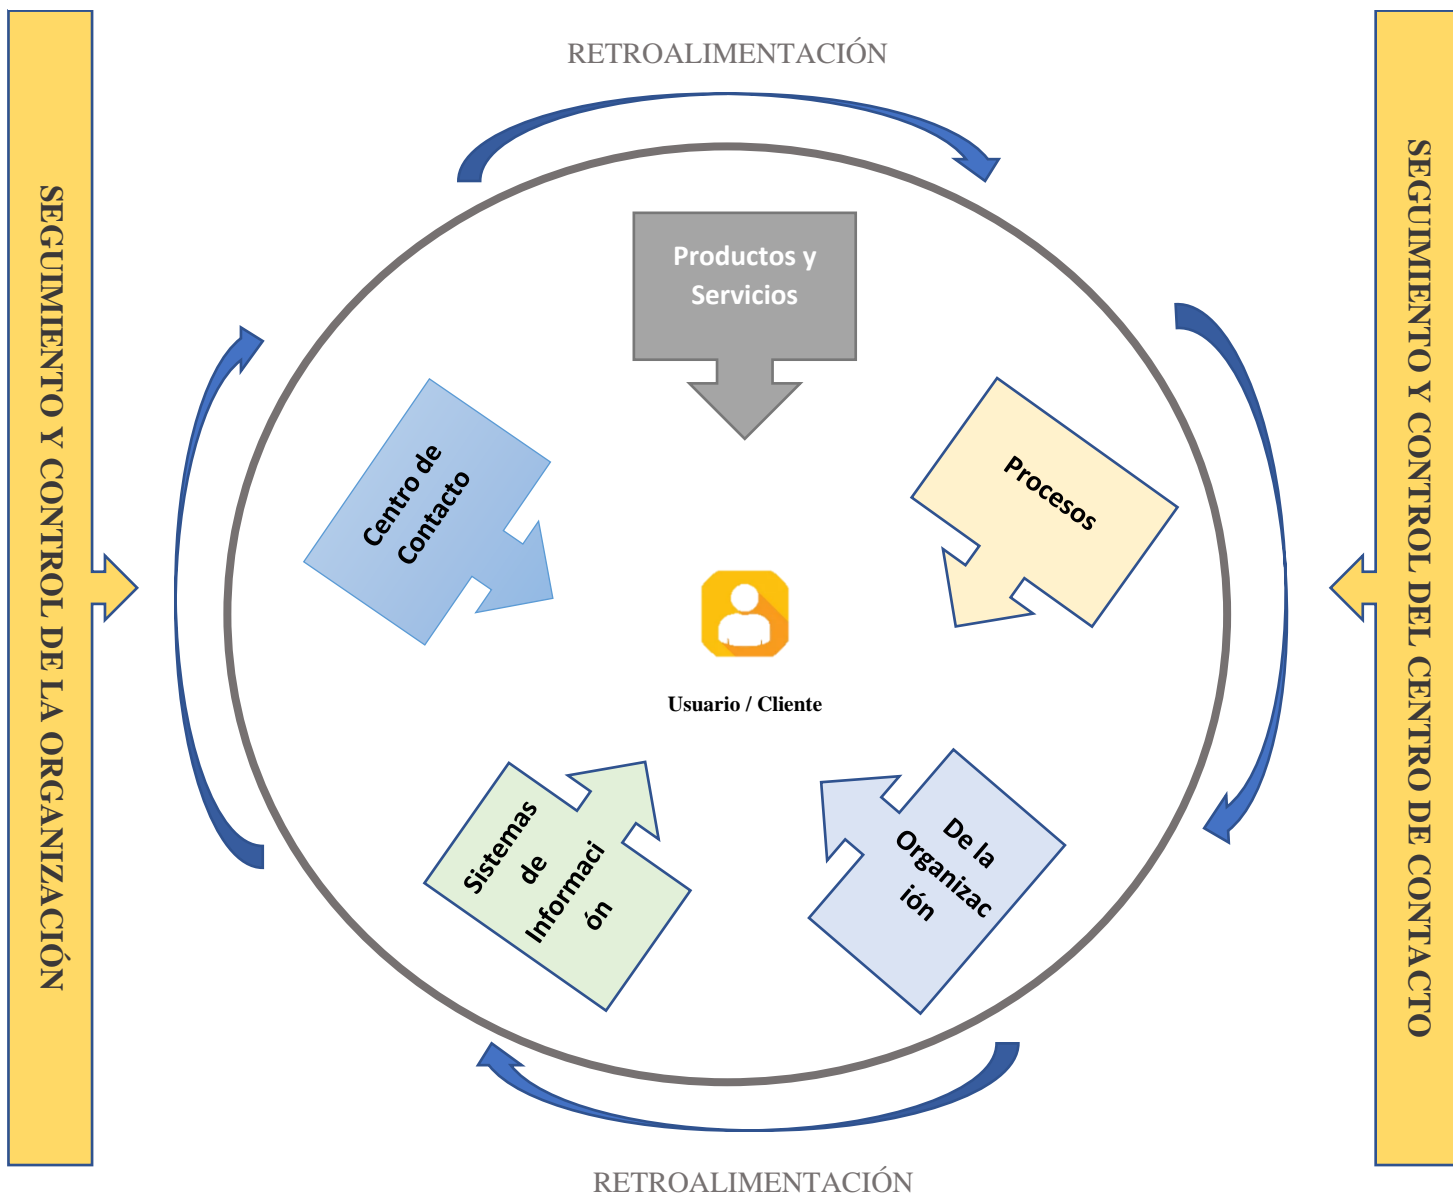 RETROALIMENTACIÓN
SEGUIMIENTO Y CONTROL DE LA ORGANIZACIÓN
SEGUIMIENTO Y CONTROL DEL CENTRO DE CONTACTO
Productos y
Servicios
Centro de
Contacto
Procesos
Usuario / Cliente
Sistemas
de
Informaci
ón
De la
Organizac
ión
RETROALIMENTACIÓN